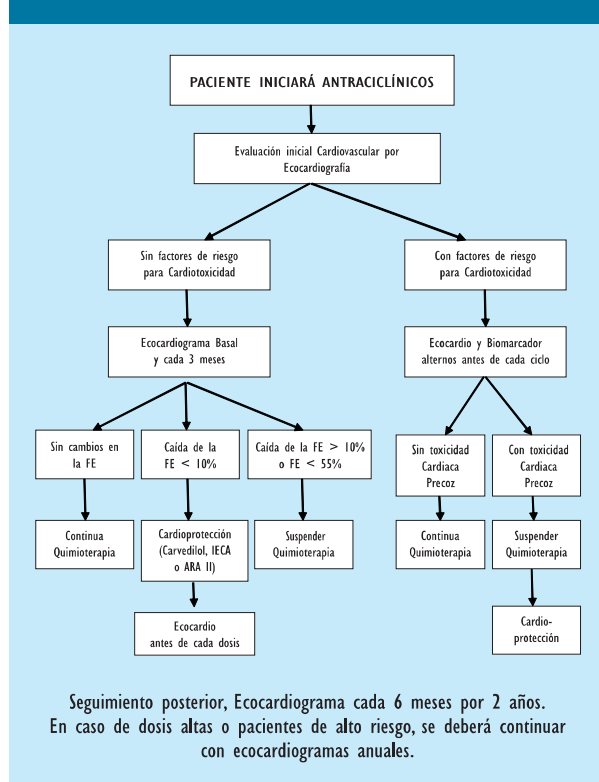 PACIENTE INICIARÁ ANTRACICLÍNICOS
Evaluación inicial Cardiovascular por
Ecocardiografía
Sin factores de riesgo
para Cardiotoxicidad
Con factores de riesgo
para Cardiotoxicidad
Ecocardiograma Basal
y cada 3 meses
Ecocardio y Biomarcador
alternos antes de cada ciclo
Sin cambios en
la FE
Caída de la
FE < 10%
Caída de la FE > 10%
o FE < 55%
Sin toxicidad
Cardiaca
Precoz
Con toxicidad
Cardiaca
Precoz
Continua
Quimioterapia
Cardioprotección
(Carvedilol, IECA
o ARA II)
Suspender
Quimioterapia
Continua
Quimioterapia
Suspender
Quimioterapia
Ecocardio
antes de cada dosis
Cardio-
protección
Seguimiento posterior, Ecocardiograma cada 6 meses por 2 años.
En caso de dosis altas o pacientes de alto riesgo, se deberá continuar
con ecocardiogramas anuales.